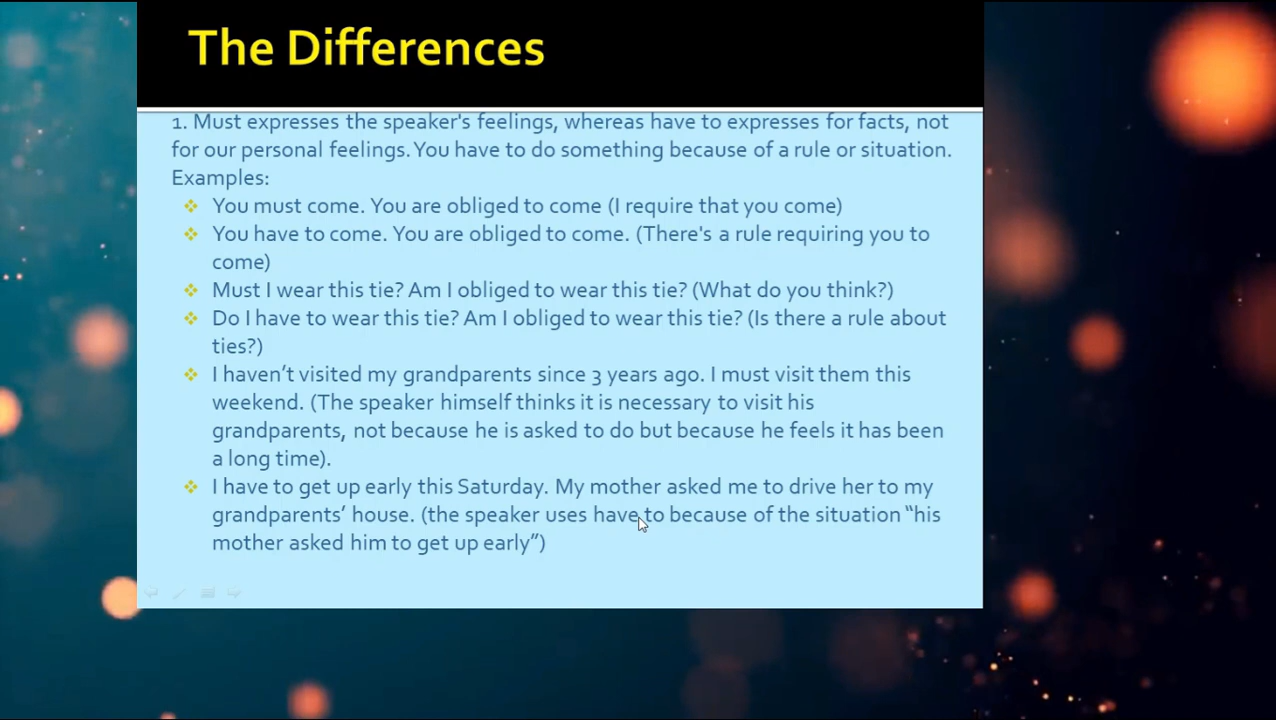 The Differences
1. Must expresses the speaker's feelings, whereas have to expresses for facts, not
for our personal feelings. You have to do something because of a rule or situation.
Examples:
You must come. You are obliged to come (I require that you come)
You have to come. You are obliged to come. (There's a rule requiring you to
come)
Must I wear this tie? Am I obliged to wear this tie? (What do you think?)
Do I have to wear this tie? Am I obliged to wear this tie? (Is there a rule about
ties?)
I haven’t visited my grandparents since 3 years ago. I must visit them this
weekend. (The speaker himself thinks it is necessary to visit his
grandparents, not because he is asked to do but because he feels it has been
a long time).
I have to get up early this Saturday. My mother asked me to drive her to my
grandparents’ house. (the speaker uses have to because of the situation “his
mother asked him to get up early”)